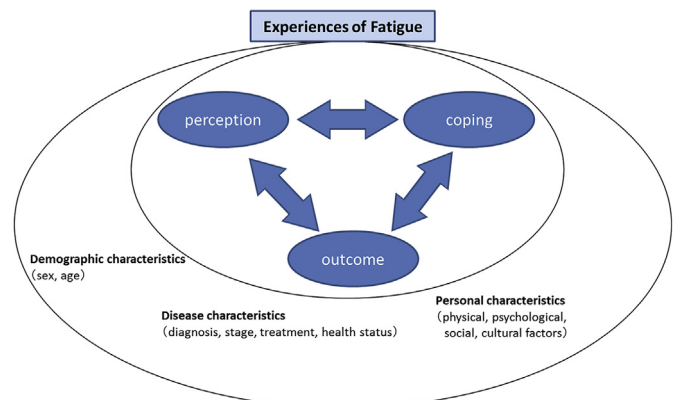 Experiences of Fatigue
perception
coping
outcome
Demographic characteristics
(sex, age)
Disease characteristics
(diagnosis, stage, treatment, health status)
Personal characteristics
(physical, psychological,
social, cultural factors)